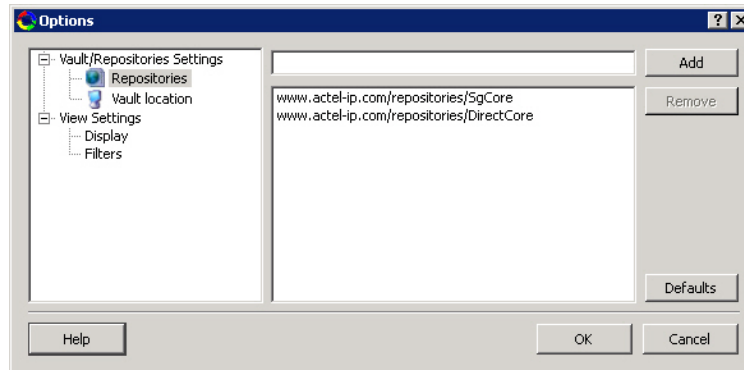 Options
Vault/Repositories Settings
Repositories
Vault location
View Settings
Display
Filters
Add
www.actel-ip.com/repositories/SgCore
www.actel-ip.com/repositories/DirectCore
Remove
Defaults
Help
OK
Cancel